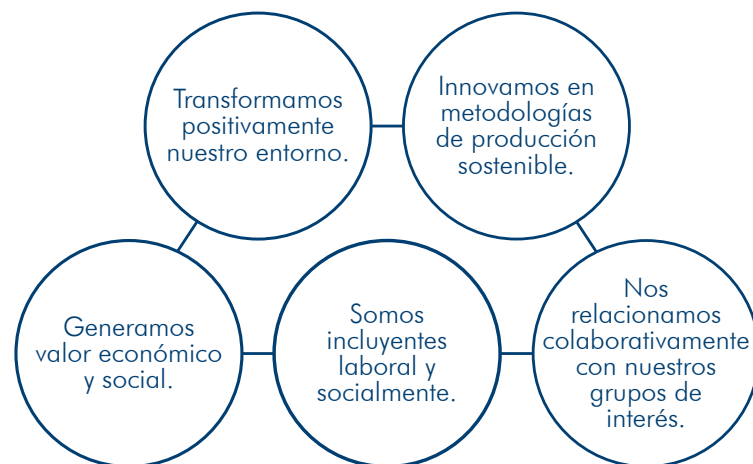 Transformamos
positivamente
nuestro entorno.
Innovamos en
metodologías
de producción
sostenible.
Generamos
valor económico
y social.
Somos
incluyentes
laboral y
socialmente.
Nos
relacionamos
colaborativamente
con nuestros
grupos de
interés.